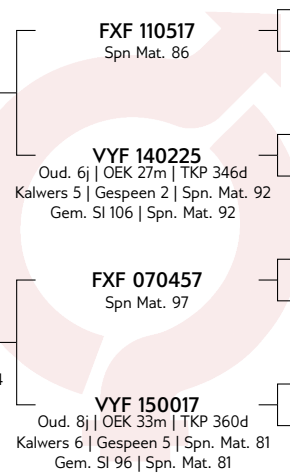 FXF 110517
Spn Mat. 86
VYF 140225
Oud. 6j | OEK 27m | TKP 346d
Kalwers 5 | Gespeen 2 | Spn. Mat. 92
Gem. SI 106 | Spn. Mat. 92
FXF 070457
Spn Mat. 97
4
VYF 150017
Oud. 8j | OEK 33m | TKP 360d
Kalwers 6 | Gespeen 5 | Spn. Mat. 81
Gem. SI 96 | Spn. Mat. 81